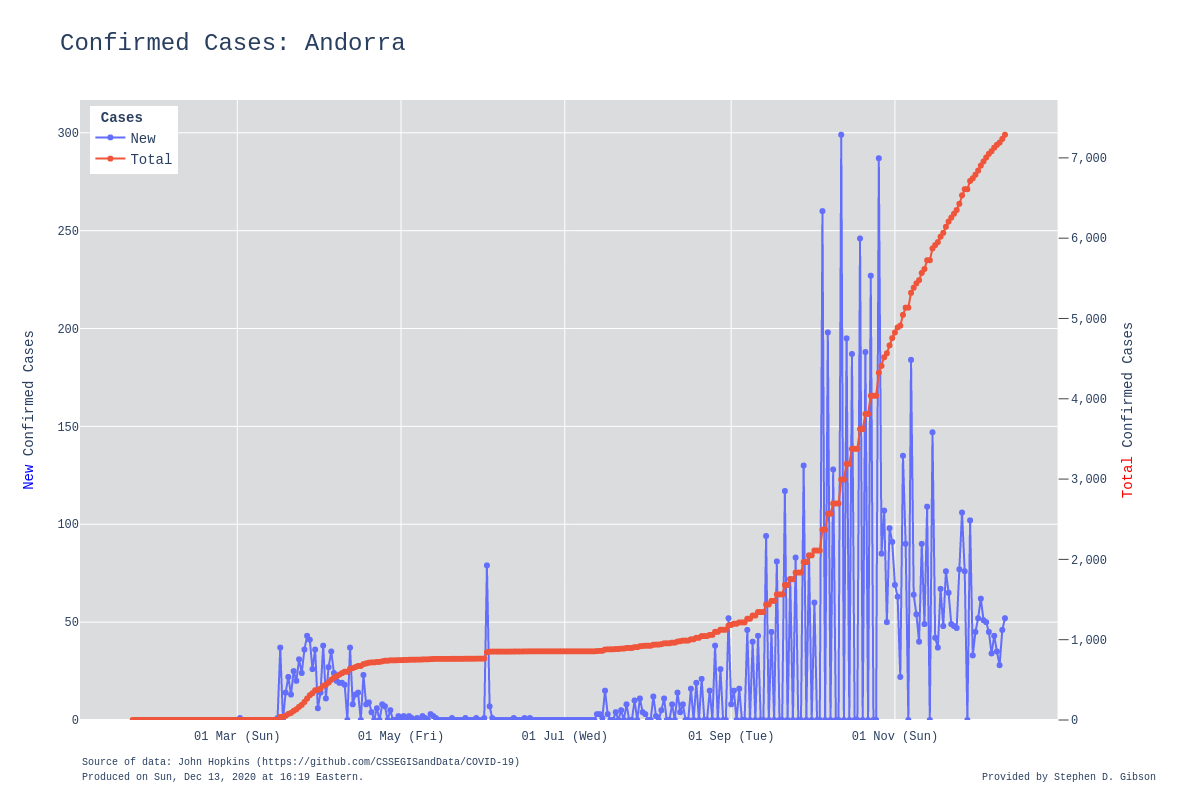 Confirmed Cases: Andorra
Cases
New
Total
300
250
200
150
100
50
0
7,000
6,000
5,000
4,000
3,000
2,000
1,000
0
New Confirmed Cases
Total Confirmed Cases
01 Mar (Sun)
01 May (Fri)
01 Jul (Wed)
01 Sep (Tue)
01 Nov (Sun)
Source of data: John Hopkins (https://github.com/CSSEGISandData/COVID-19)
Produced on Sun, Dec 13, 2020 at 16:19 Eastern.
Provided by Stephen D. Gibson